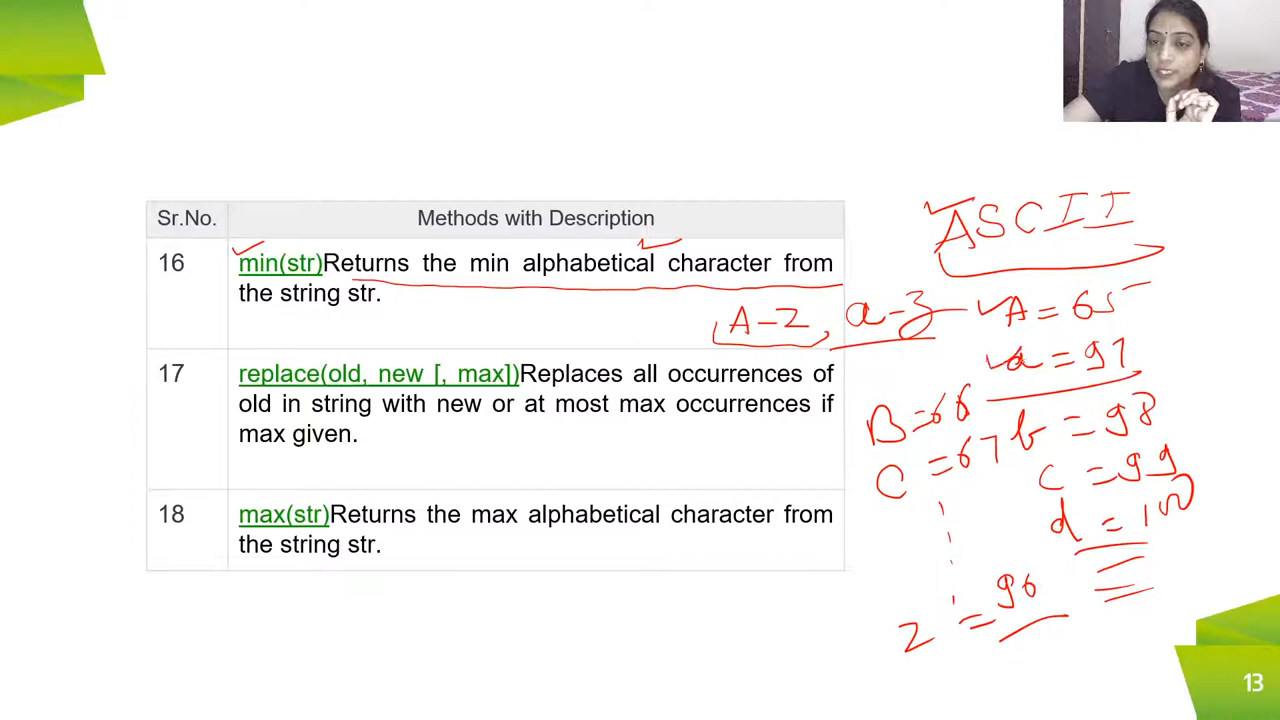 Sr.No. Methods with Description
16 min(str)Returns the min alphabetical character from
the string str.
17 replace(old, new [, max])Replaces all occurrences of
old in string with new or at most max occurrences if
max given.
18 max(str)Returns the max alphabetical character from
the string str.
ASCII
A-Z, a-z
A = 65
a = 97
B = 66
b = 98
C = 67
c = 99
d = 100
Z = 96
13